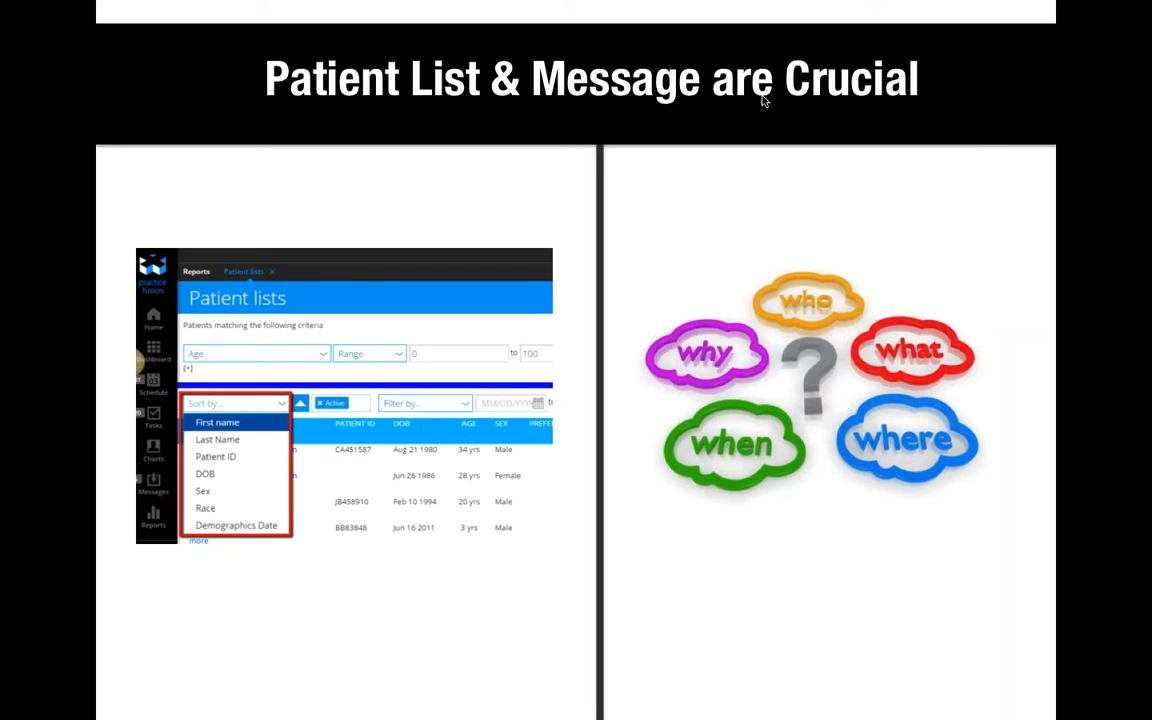 Patient List & Message are Crucial
practice
fusion
Home
Dashboard
Schedule
Tasks
Charts
Messages
Reports
Reports Patient lists
Patient lists
Patients matching the following criteria
Age Range 0 to 100
[+]
Sort by... Active Filter by... MM/DD/YYYY
First name
Last Name
Patient ID
DOB
Sex
Race
Demographics Date
more
PATIENT ID DOB AGE SEX
CA451587 Aug 21 1980 34 yrs Male
Jun 26 1986 28 yrs Female
JB458910 Feb 10 1994 20 yrs Male
BB83848 Jun 16 2011 3 yrs Male
who
why
what
?
when
where